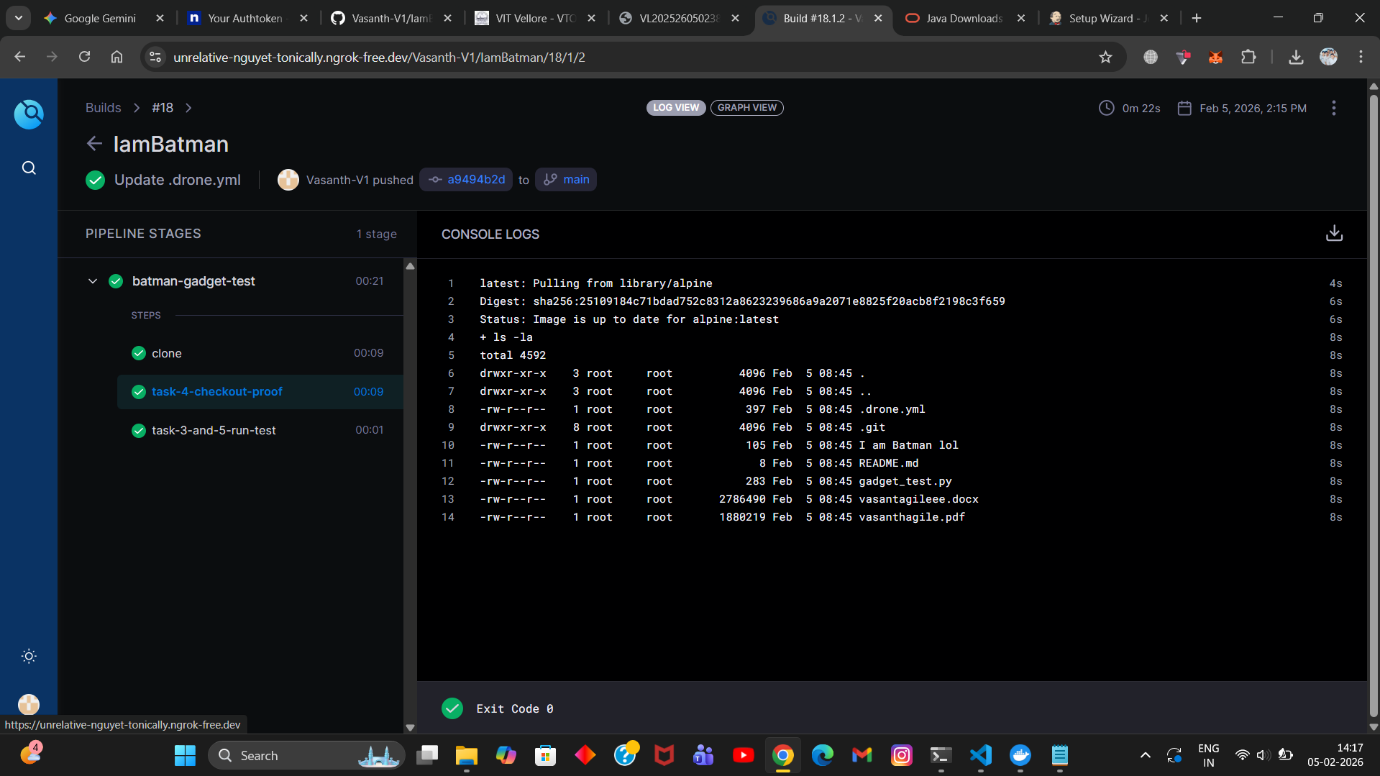 Google Gemini
Your Authtoken
Vasanth-V1/IamI
VIT Vellore - VTO
VL20252605023
Build #18.1.2 - V
Java Downloads
Setup Wizard - J
unrelative-nguyet-tonically.ngrok-free.dev/Vasanth-V1/IamBatman/18/1/2
Builds > #18 >
LOG VIEW GRAPH VIEW
0m 22s Feb 5, 2026, 2:15 PM
IamBatman
Update .drone.yml
Vasanth-V1 pushed a9494b2d to main
PIPELINE STAGES 1 stage
batman-gadget-test 00:21
STEPS
clone 00:09
task-4-checkout-proof 00:09
task-3-and-5-run-test 00:01
CONSOLE LOGS
1 latest: Pulling from library/alpine 4s
2 Digest: sha256:25109184c71bdad752c8312a8623239686a9a2071e8825f20acb8f2198c3f659 6s
3 Status: Image is up to date for alpine:latest 6s
4 + ls -la 8s
5 total 4592 8s
6 drwxr-xr-x 3 root root 4096 Feb 5 08:45 . 8s
7 drwxr-xr-x 3 root root 4096 Feb 5 08:45 .. 8s
8 -rw-r--r-- 1 root root 397 Feb 5 08:45 .drone.yml 8s
9 drwxr-xr-x 8 root root 4096 Feb 5 08:45 .git 8s
10 -rw-r--r-- 1 root root 105 Feb 5 08:45 I am Batman lol 8s
11 -rw-r--r-- 1 root root 8 Feb 5 08:45 README.md 8s
12 -rw-r--r-- 1 root root 283 Feb 5 08:45 gadget_test.py 8s
13 -rw-r--r-- 1 root root 2786490 Feb 5 08:45 vasantagileee.docx 8s
14 -rw-r--r-- 1 root root 1880219 Feb 5 08:45 vasanthagile.pdf 8s
Exit Code 0
https://unrelative-nguyet-tonically.ngrok-free.dev
4
Search
ENG
IN
14:17
05-02-2026